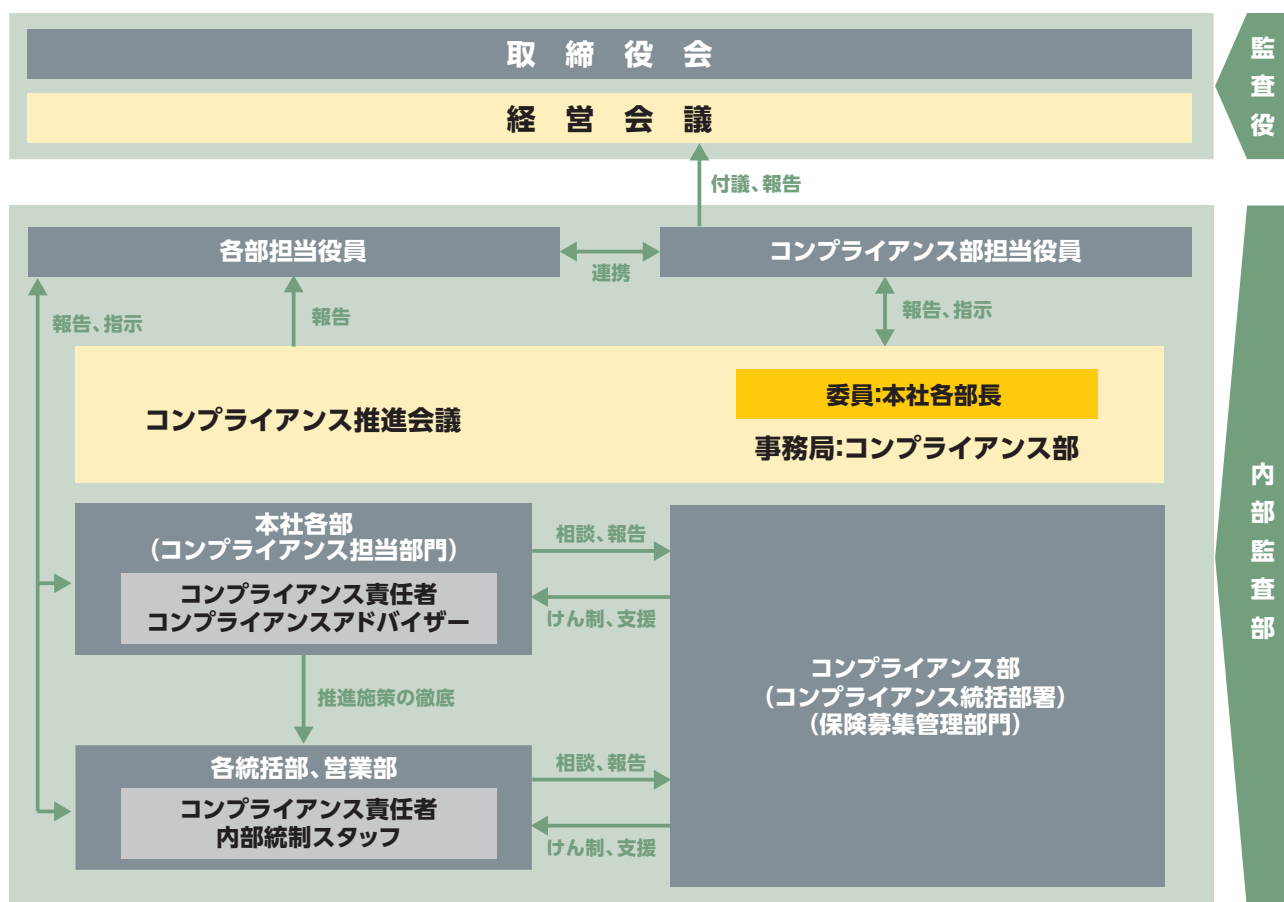 取締役会
経営会議
監査役
付議、報告
各部担当役員
連携
コンプライアンス部担当役員
報告、指示
報告
報告、指示
コンプライアンス推進会議
委員:本社各部長
事務局:コンプライアンス部
本社各部
（コンプライアンス担当部門）
コンプライアンス責任者
コンプライアンスアドバイザー
相談、報告
けん制、支援
推進施策の徹底
各統括部、営業部
コンプライアンス責任者
内部統制スタッフ
相談、報告
けん制、支援
コンプライアンス部
（コンプライアンス統括部署）
（保険募集管理部門）
内部監査部